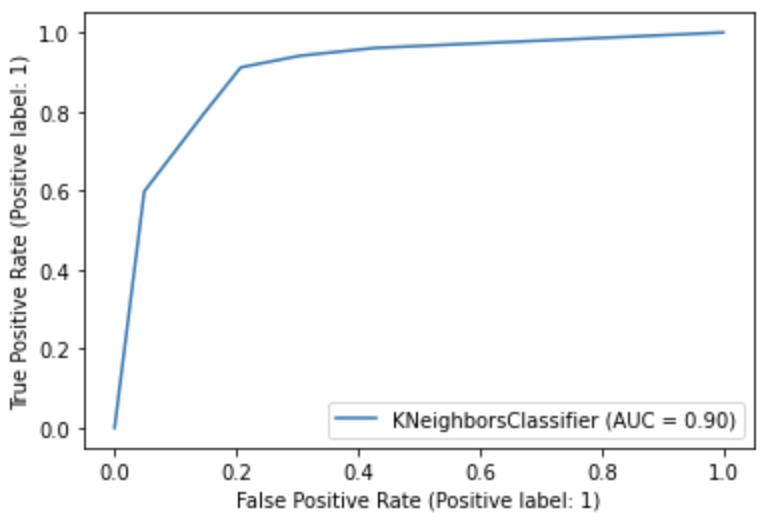 True Positive Rate (Positive label: 1)
1.0
0.8
0.6
0.4
0.2
0.0
KNeighborsClassifier (AUC = 0.90)
0.0 0.2 0.4 0.6 0.8 1.0
False Positive Rate (Positive label: 1)